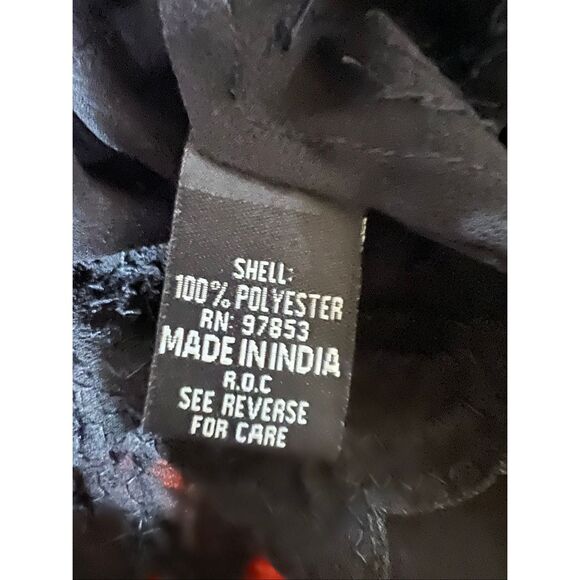 SHELL:
100% POLYESTER
RN: 97853
MADE IN INDIA
R.O.C
SEE REVERSE
FOR CARE